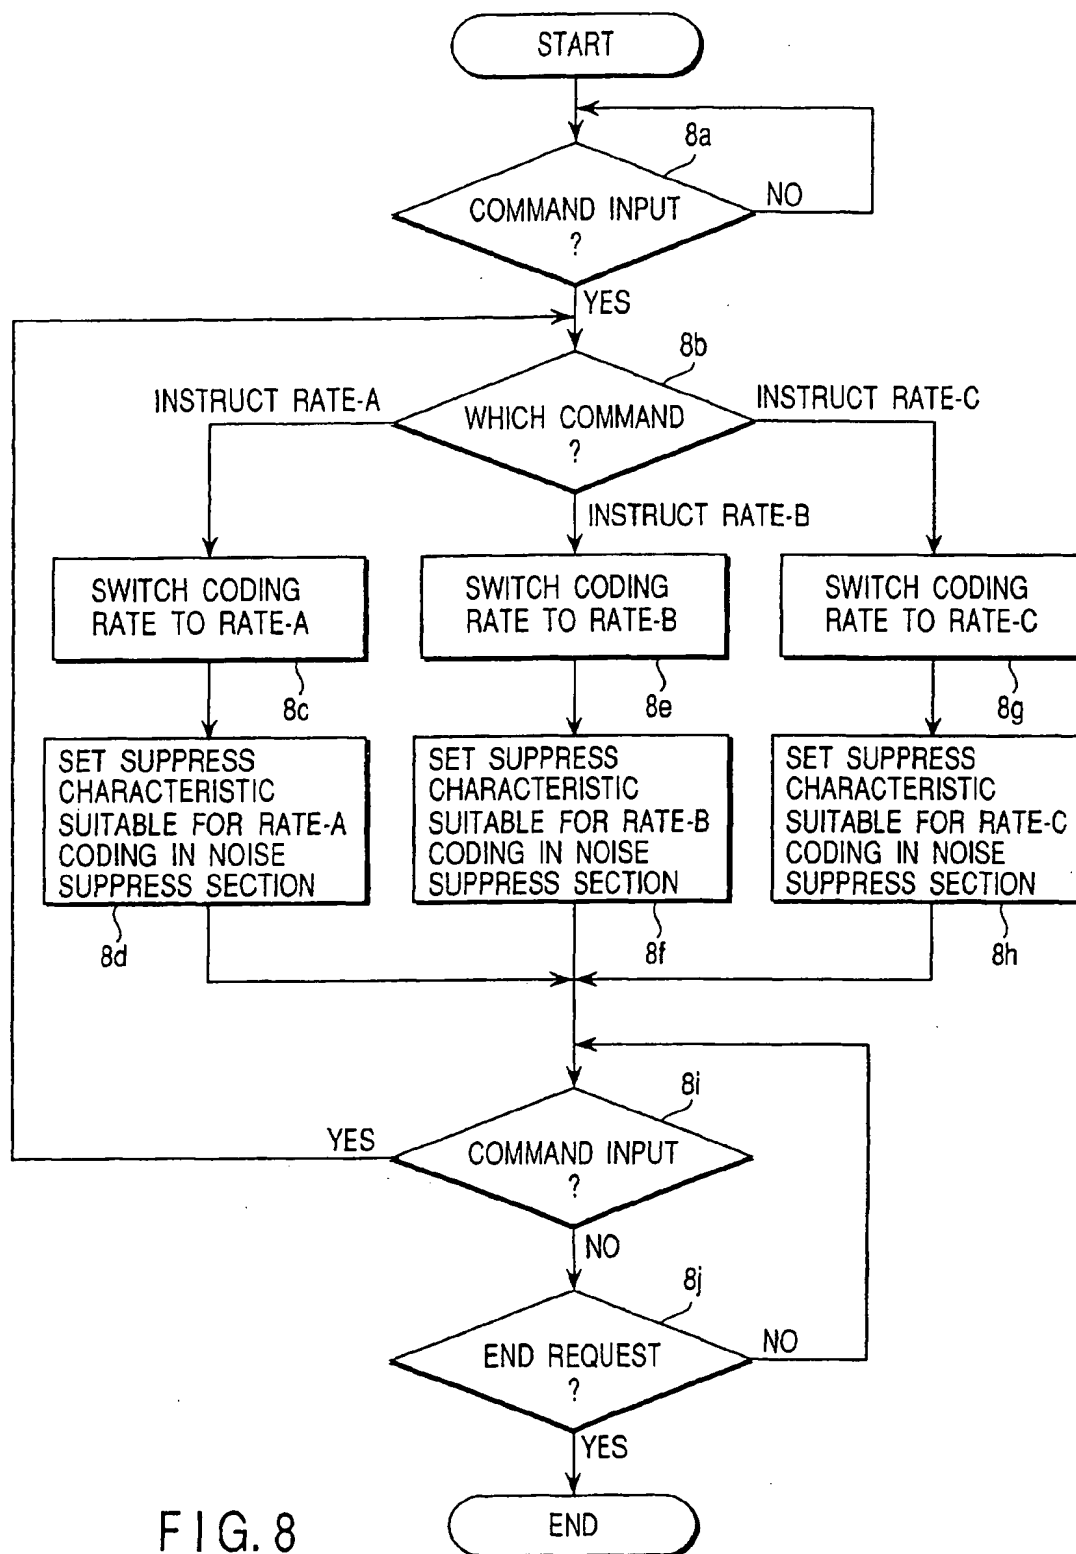 START
8a
COMMAND INPUT
?
NO
YES
8b
INSTRUCT RATE-A
WHICH COMMAND
?
INSTRUCT RATE-C
INSTRUCT RATE-B
SWITCH CODING
RATE TO RATE-A
8c
SWITCH CODING
RATE TO RATE-B
8e
SWITCH CODING
RATE TO RATE-C
8g
SET SUPPRESS
CHARACTERISTIC
SUITABLE FOR RATE-A
CODING IN NOISE
SUPPRESS SECTION
8d
SET SUPPRESS
CHARACTERISTIC
SUITABLE FOR RATE-B
CODING IN NOISE
SUPPRESS SECTION
8f
SET SUPPRESS
CHARACTERISTIC
SUITABLE FOR RATE-C
CODING IN NOISE
SUPPRESS SECTION
8h
8i
YES
COMMAND INPUT
?
NO
8j
END REQUEST
?
NO
YES
END
FIG. 8